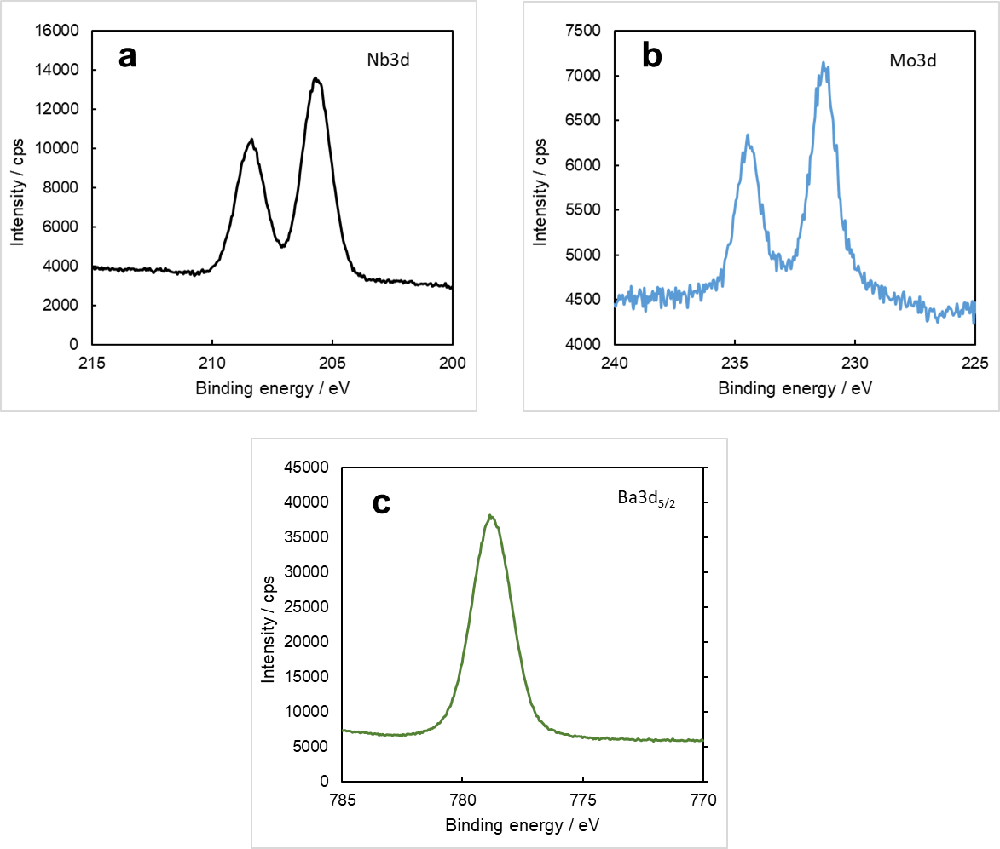 a
Nb3d
16000
14000
12000
10000
8000
6000
4000
2000
0
Intensity / cps
215 210 205 200
Binding energy / eV
b
Mo3d
7500
7000
6500
6000
5500
5000
4500
4000
Intensity / cps
240 235 230 225
Binding energy / eV
c
Ba3d5/2
45000
40000
35000
30000
25000
20000
15000
10000
5000
0
Intensity / cps
785 780 775 770
Binding energy / eV